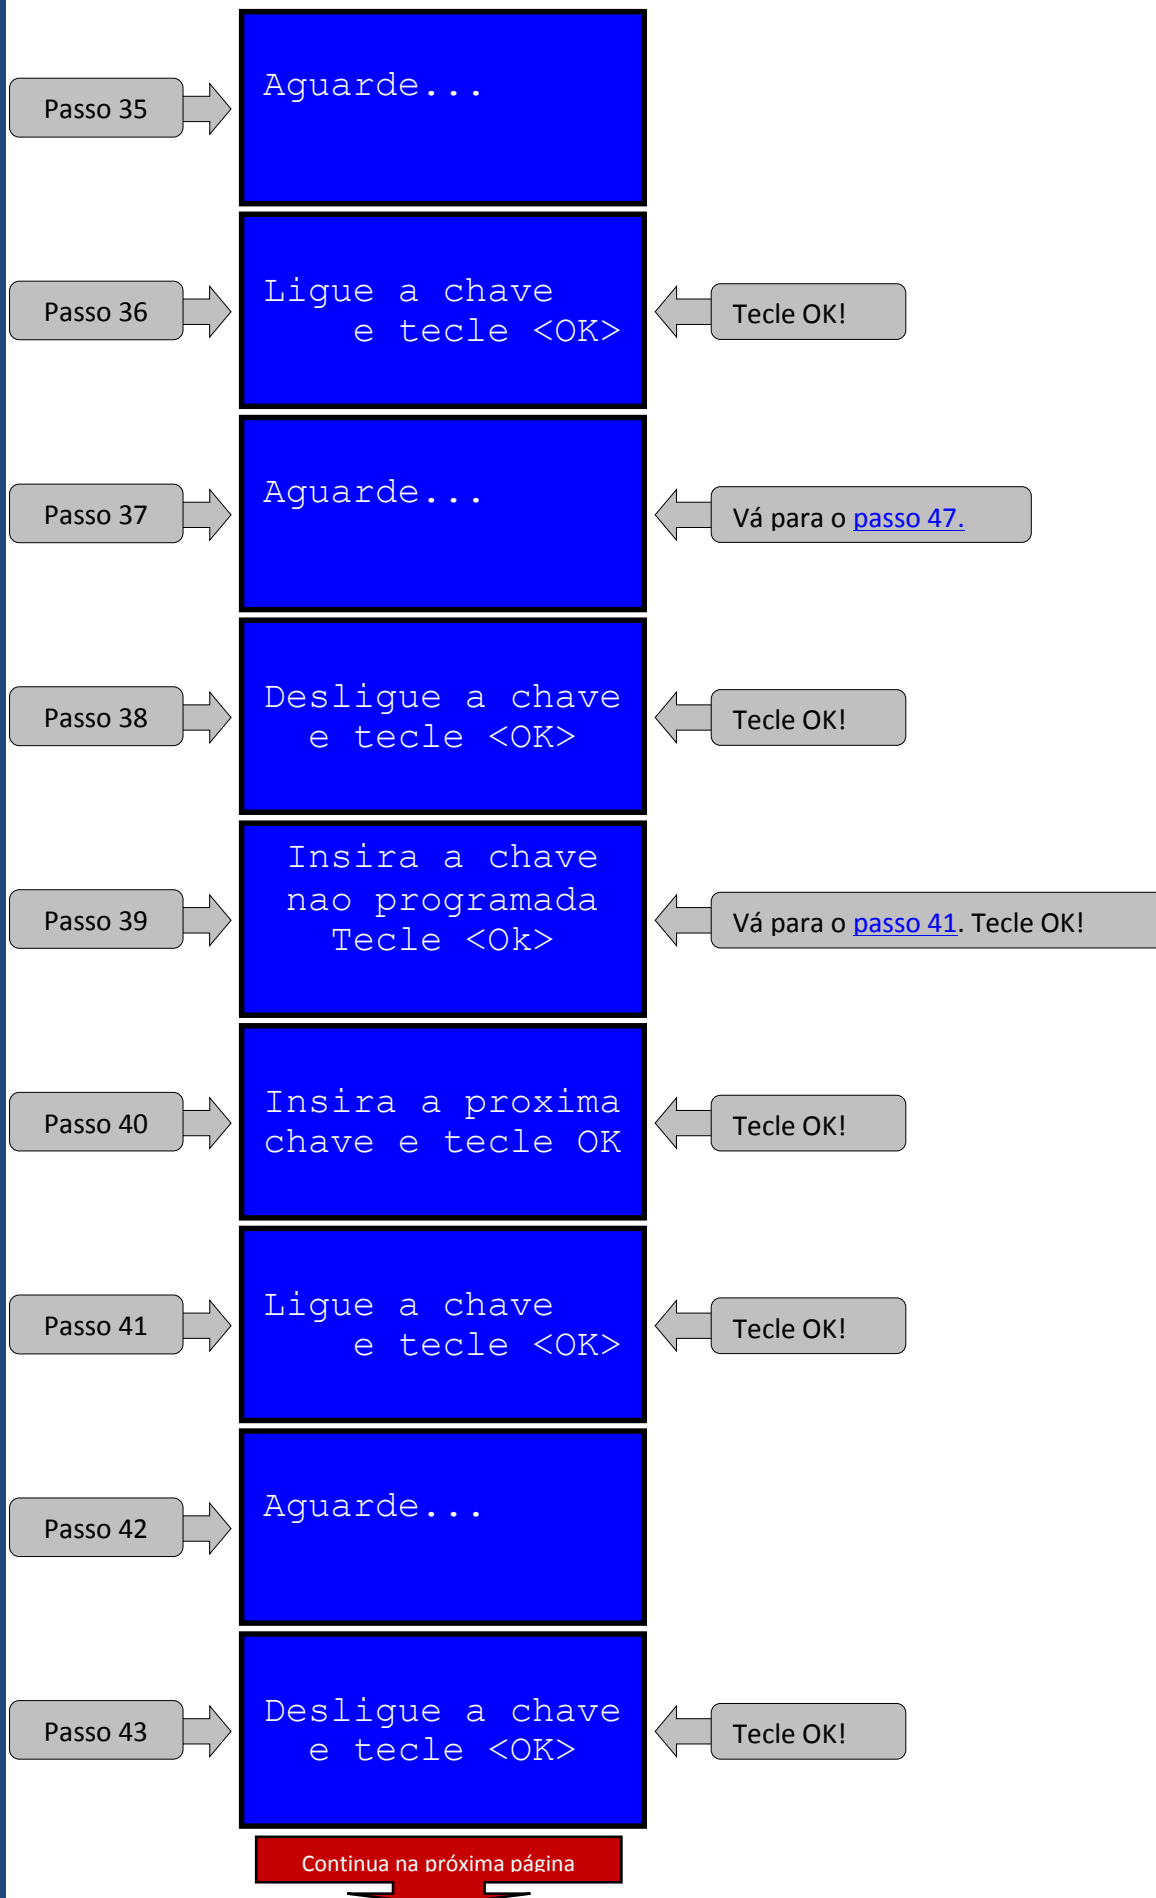 Passo 35
Aguarde...
Passo 36
Ligue a chave
e tecle <OK>
Tecle OK!
Passo 37
Aguarde...
Vá para o passo 47.
Passo 38
Desligue a chave
e tecle <OK>
Tecle OK!
Passo 39
Insira a chave
nao programada
Tecle <Ok>
Vá para o passo 41. Tecle OK!
Passo 40
Insira a proxima
chave e tecle OK
Tecle OK!
Passo 41
Ligue a chave
e tecle <OK>
Tecle OK!
Passo 42
Aguarde...
Passo 43
Desligue a chave
e tecle <OK>
Tecle OK!
Continua na próxima página